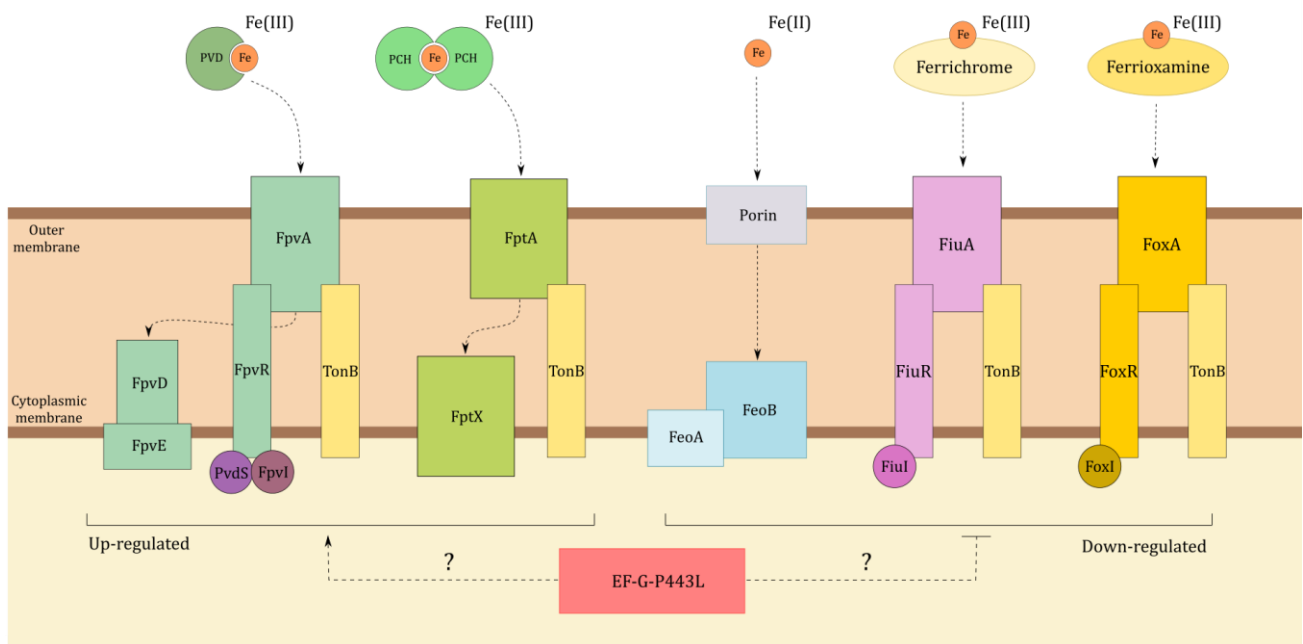 Fe(III)
Fe(III)
Fe(II)
Fe(III)
Fe(III)
PVD
Fe
PCH
Fe
PCH
Fe
Fe
Ferrichrome
Fe
Ferrioxamine
Outer
membrane
FpvA
FptA
Porin
FiuA
FoxA
FpvD
FpvR
TonB
TonB
FiuR
TonB
FoxR
TonB
Cytoplasmic
membrane
FpvE
FptX
FeoA
FeoB
PvdS
FpvI
FiuI
FoxI
Up-regulated
Down-regulated
?
?
EF-G-P443L